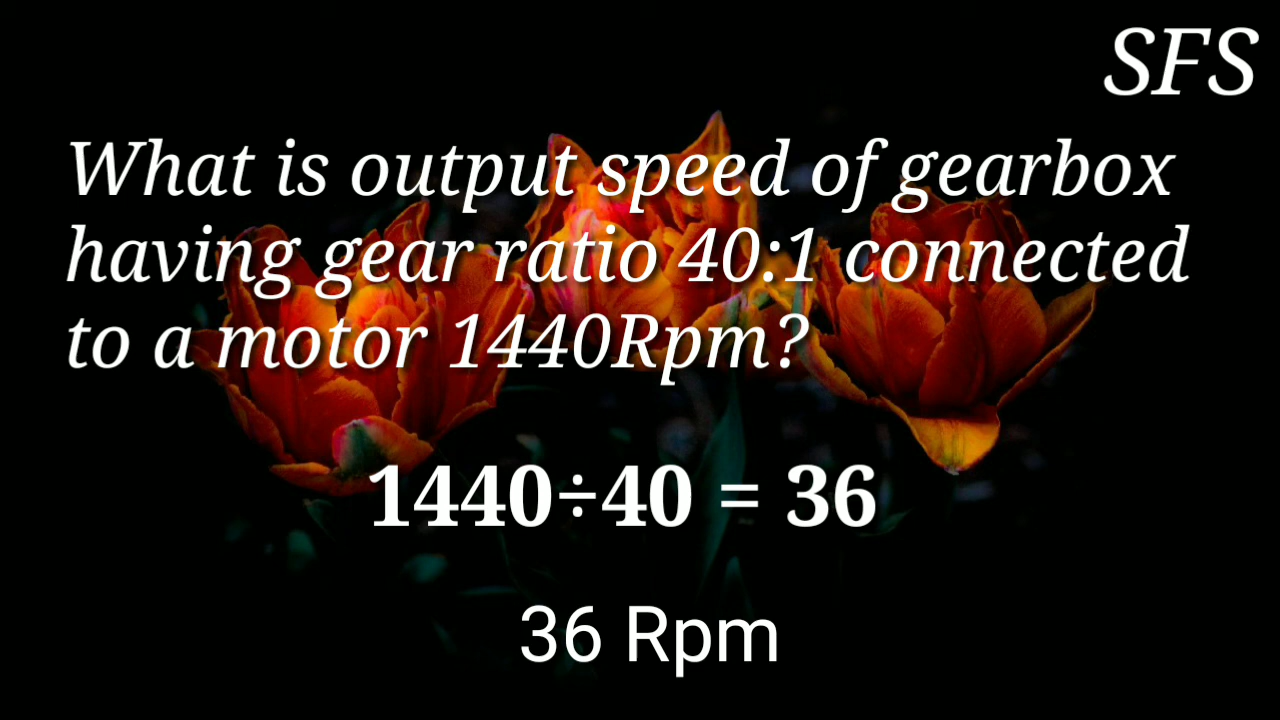 SFS
What is output speed of gearbox
having gear ratio 40:1 connected
to a motor 1440Rpm?
1440÷40 = 36
36 Rpm